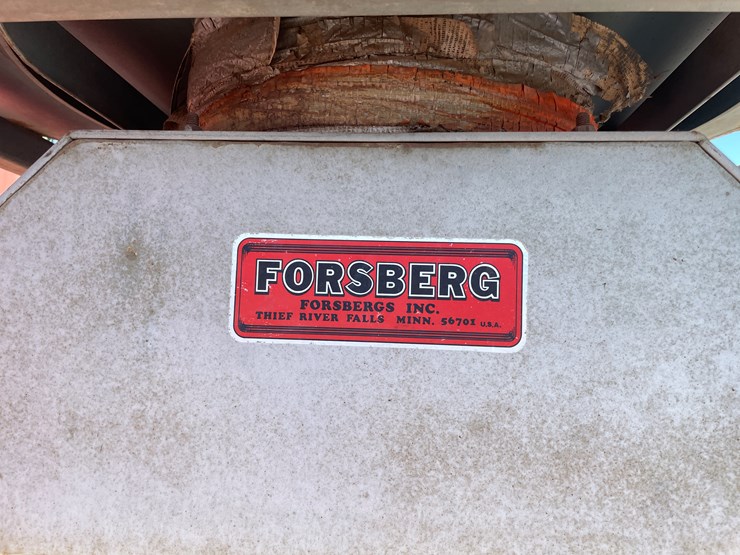 FORSBERG
FORSBERGS INC.
THIEF RIVER FALLS MINN. 56701 U.S.A.